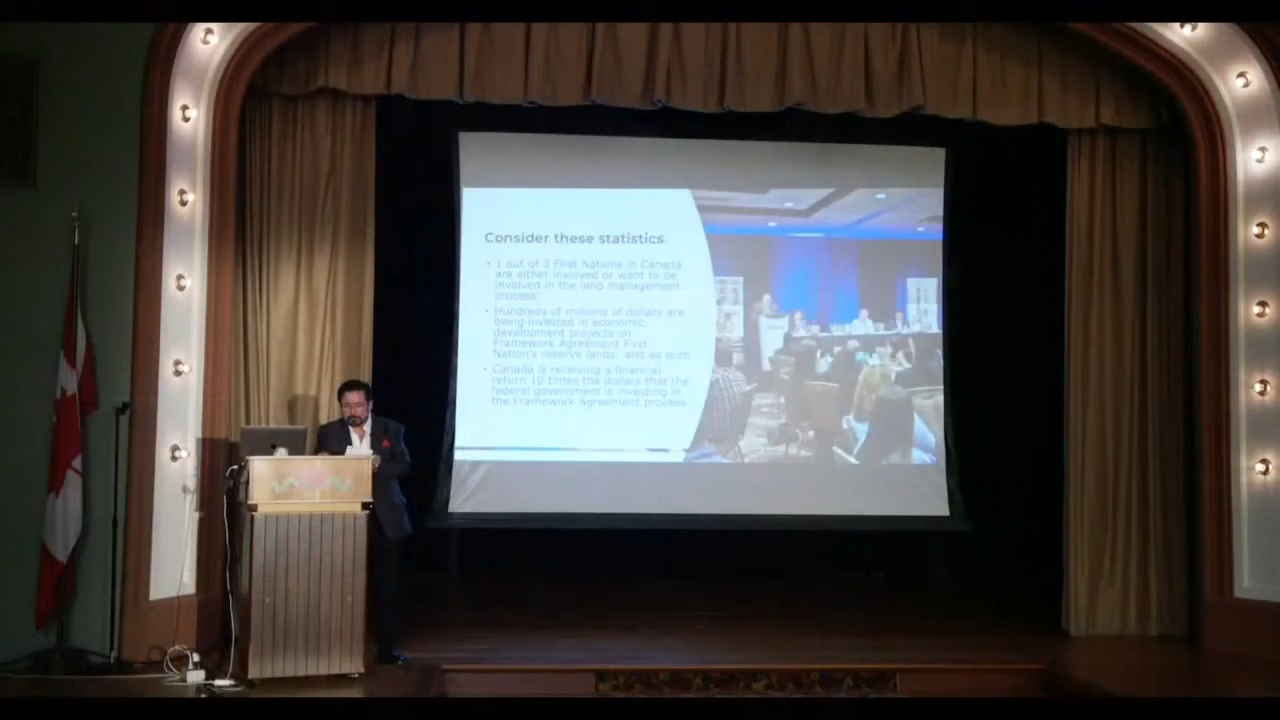 Consider these statistics:
• 1 out of 3 First Nations in Canada
are either involved or want to be
involved in the land management
process;
• Hundreds of millions of dollars are
being invested in economic
development projects on
Framework Agreement First
Nation's reserve lands; and as such
• Canada is receiving a financial
return 10 times the dollars that the
federal government is investing in
the Framework Agreement process.